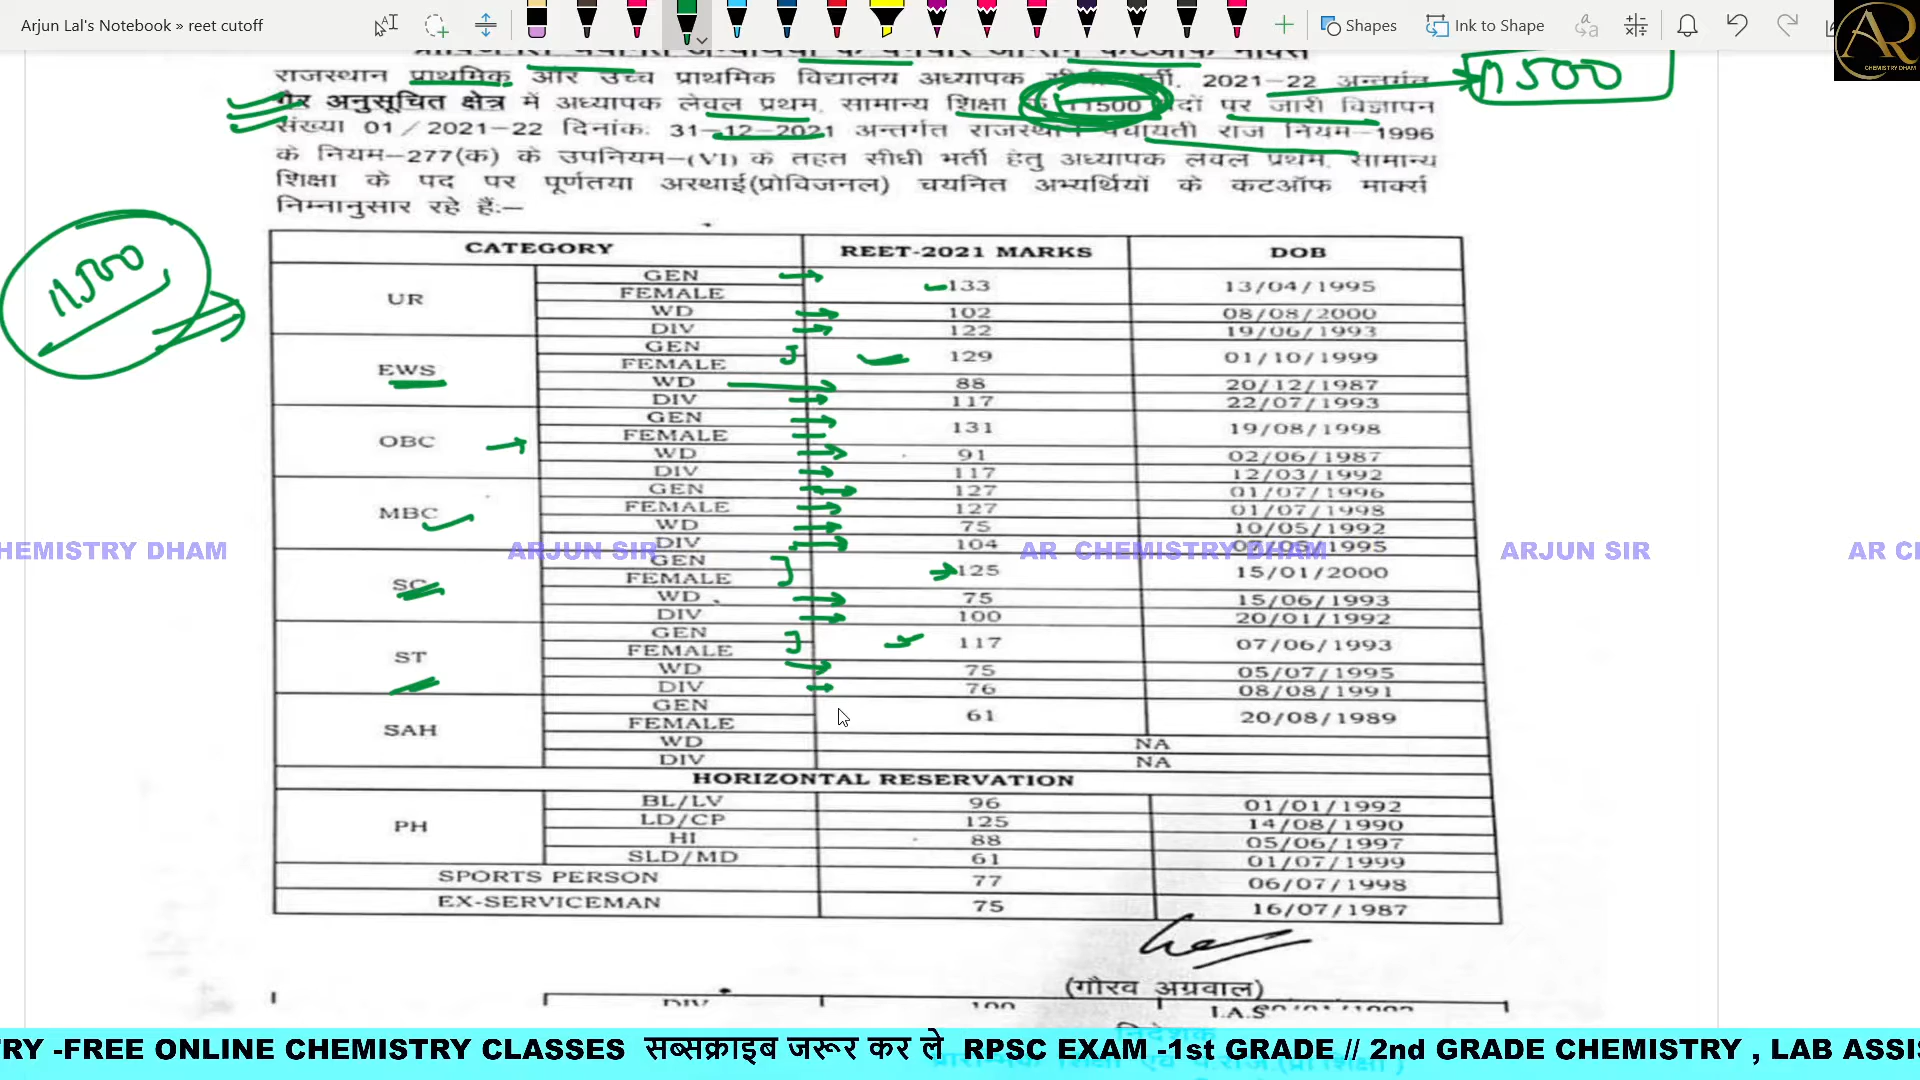 Arjun Lal's Notebook » reet cutoff
Shapes
Ink to Shape
AR
CHEMISTRY DHAM
राजस्थान प्राथमिक और उच्च प्राथमिक विद्यालय अध्यापक 2021-22 अन्तर्गत
11500
गैर अनुसूचित क्षेत्र में अध्यापक लेवल प्रथम, सामान्य शिक्षा के 11500 पदों पर जारी विज्ञापन
संख्या 01/2021-22 दिनांक: 31-12-2021 अन्तर्गत राजस्थान पंचायती राज नियम-1996
के नियम-277(क) के उपनियम-(VI) के तहत सीधी भर्ती हेतु अध्यापक लेवल प्रथम, सामान्य
शिक्षा के पद पर पूर्णतया अस्थाई(प्रोविजनल) चयनित अभ्यर्थियों के कटऑफ मार्क्स
निम्नानुसार रहे हैं:-
11500
CATEGORY REET-2021 MARKS DOB
UR
GEN
FEMALE 133 13/04/1995
WD 102 08/08/2000
DIV 122 19/06/1993
EWS
GEN
FEMALE 129 01/10/1999
WD 88 20/12/1987
DIV 117 22/07/1993
OBC
GEN
FEMALE 131 19/08/1998
WD 91 02/06/1987
DIV 117 12/03/1992
MBC
GEN 127 01/07/1996
FEMALE 127 01/07/1998
WD 75 10/05/1992
DIV 104 07/05/1995
CHEMISTRY DHAM ARJUN SIR AR CHEMISTRY DHAM ARJUN SIR AR
SC
GEN
FEMALE 125 15/01/2000
WD 75 15/06/1993
DIV 100 20/01/1992
ST
GEN
FEMALE 117 07/06/1993
WD 75 05/07/1995
DIV 76 08/08/1991
SAH
GEN
FEMALE 61 20/08/1989
WD NA
DIV NA
HORIZONTAL RESERVATION
PH
BL/LV 96 01/01/1992
LD/CP 125 14/08/1990
HI 88 05/06/1997
SLD/MD 61 01/07/1999
SPORTS PERSON 77 06/07/1998
EX-SERVICEMAN 75 16/07/1987
(गौरव अग्रवाल)
DIV 100
I.A.S
निदेशक
TRY -FREE ONLINE CHEMISTRY CLASSES सब्सक्राइब जरूर कर ले RPSC EXAM -1st GRADE // 2nd GRADE CHEMISTRY , LAB ASSIS